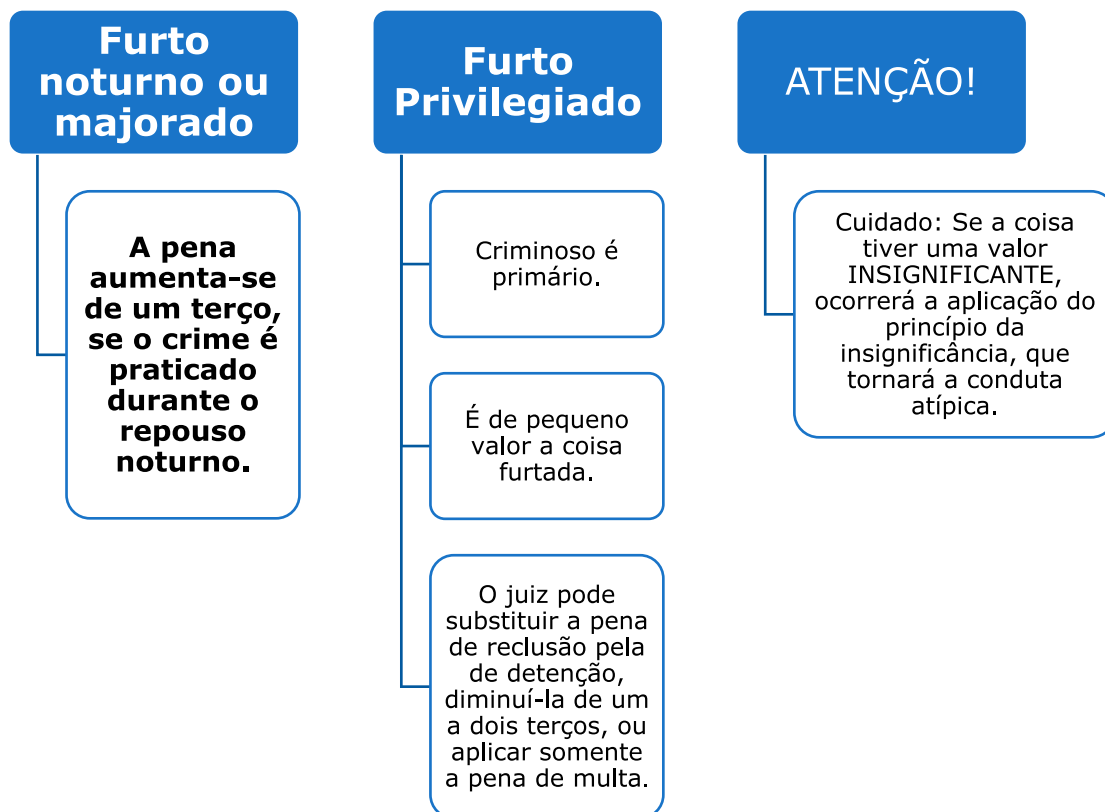 Furto
noturno ou
majorado
A pena
aumenta-se
de um terço,
se o crime é
praticado
durante o
repouso
noturno.
Furto
Privilegiado
Criminoso é
primário.
É de pequeno
valor a coisa
furtada.
O juiz pode
substituir a pena
de reclusão pela
de detenção,
diminuí-la de um
a dois terços, ou
aplicar somente
a pena de multa.
ATENÇÃO!
Cuidado: Se a coisa
tiver uma valor
INSIGNIFICANTE,
ocorrerá a aplicação do
princípio da
insignificância, que
tornará a conduta
atípica.